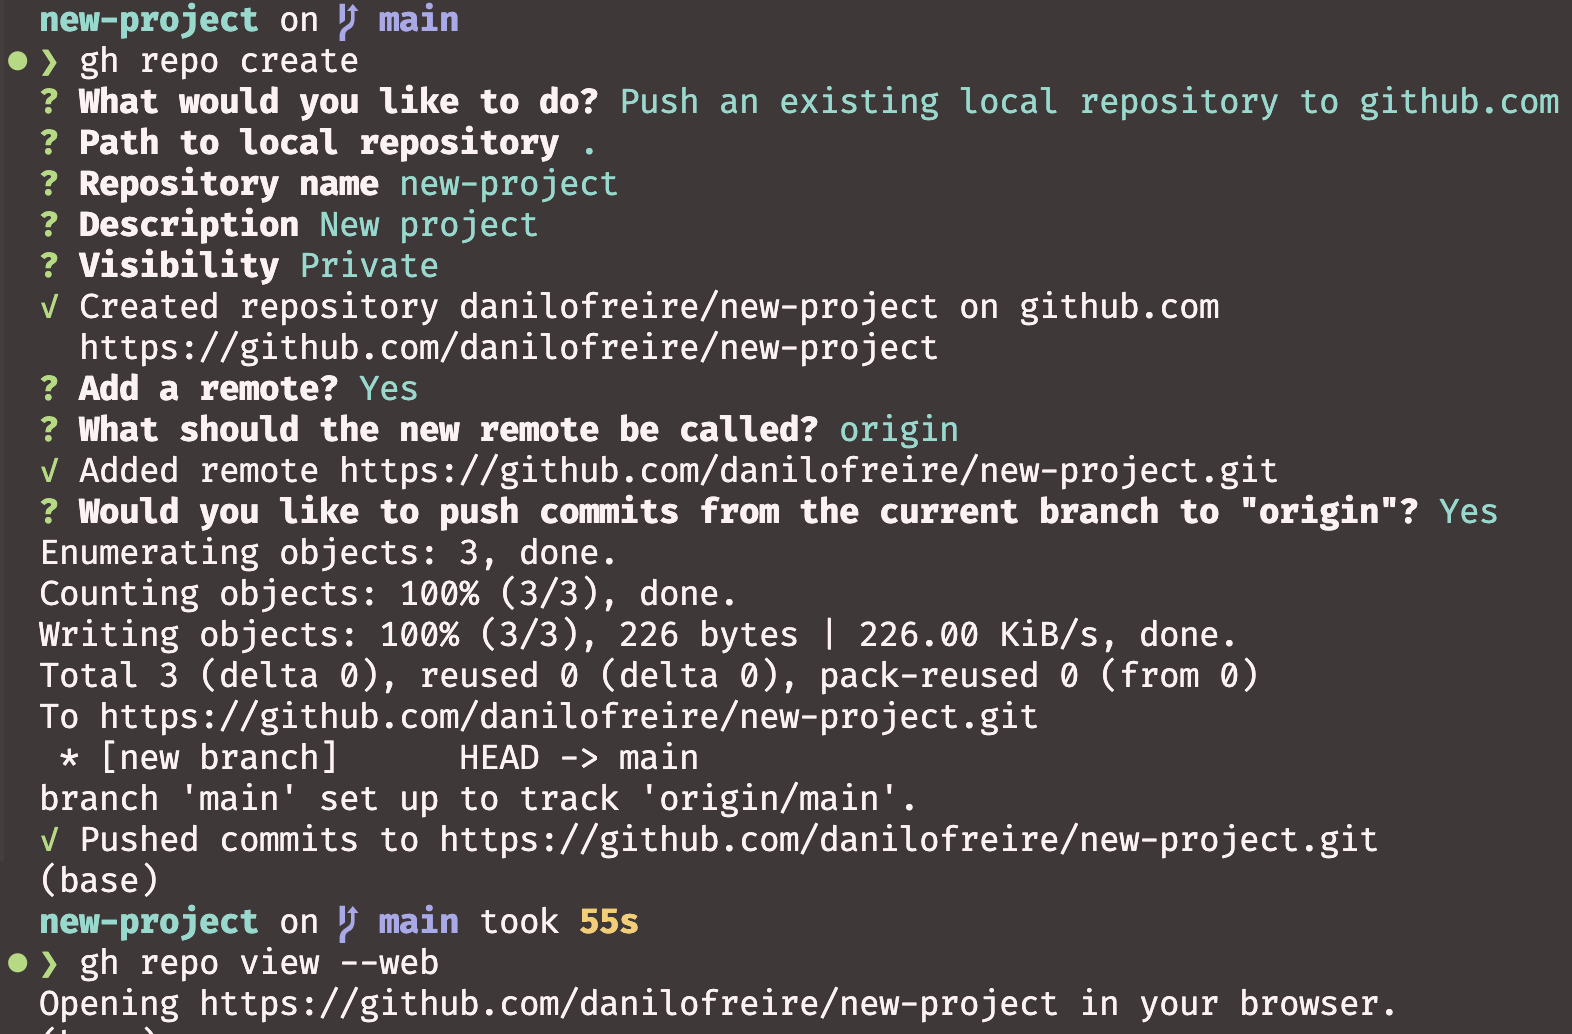 new-project on main
❯ gh repo create
? What would you like to do? Push an existing local repository to github.com
? Path to local repository .
? Repository name new-project
? Description New project
? Visibility Private
✓ Created repository danilofreire/new-project on github.com
  https://github.com/danilofreire/new-project
? Add a remote? Yes
? What should the new remote be called? origin
✓ Added remote https://github.com/danilofreire/new-project.git
? Would you like to push commits from the current branch to "origin"? Yes
Enumerating objects: 3, done.
Counting objects: 100% (3/3), done.
Writing objects: 100% (3/3), 226 bytes | 226.00 KiB/s, done.
Total 3 (delta 0), reused 0 (delta 0), pack-reused 0 (from 0)
To https://github.com/danilofreire/new-project.git
 * [new branch]      HEAD -> main
branch 'main' set up to track 'origin/main'.
✓ Pushed commits to https://github.com/danilofreire/new-project.git
(base)
new-project on main took 55s
❯ gh repo view --web
Opening https://github.com/danilofreire/new-project in your browser.